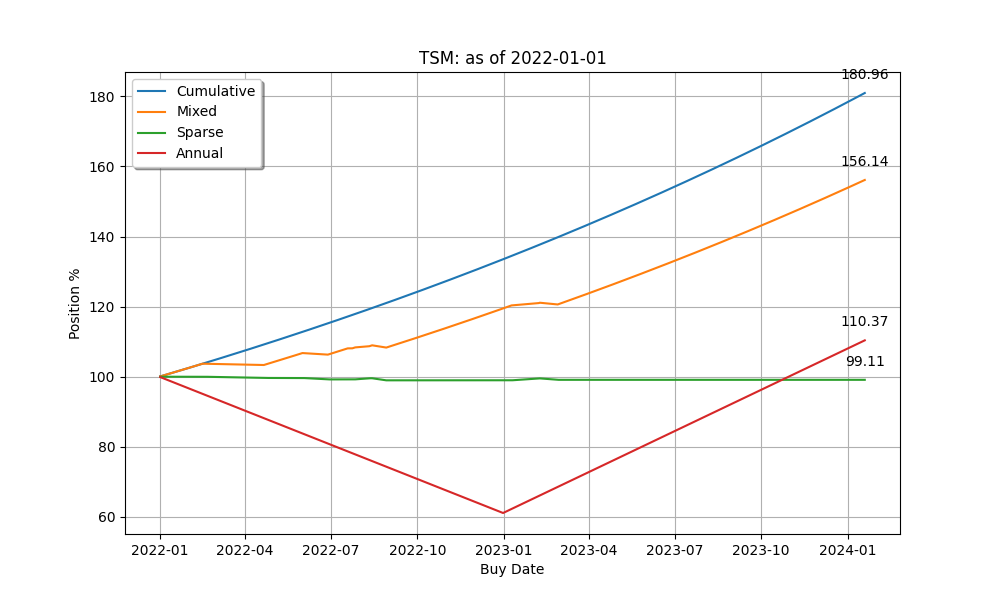 TSM: as of 2022-01-01
Cumulative
Mixed
Sparse
Annual
180.96
156.14
110.37
99.11
Position %
180
160
140
120
100
80
60
2022-01
2022-04
2022-07
2022-10
2023-01
2023-04
2023-07
2023-10
2024-01
Buy Date